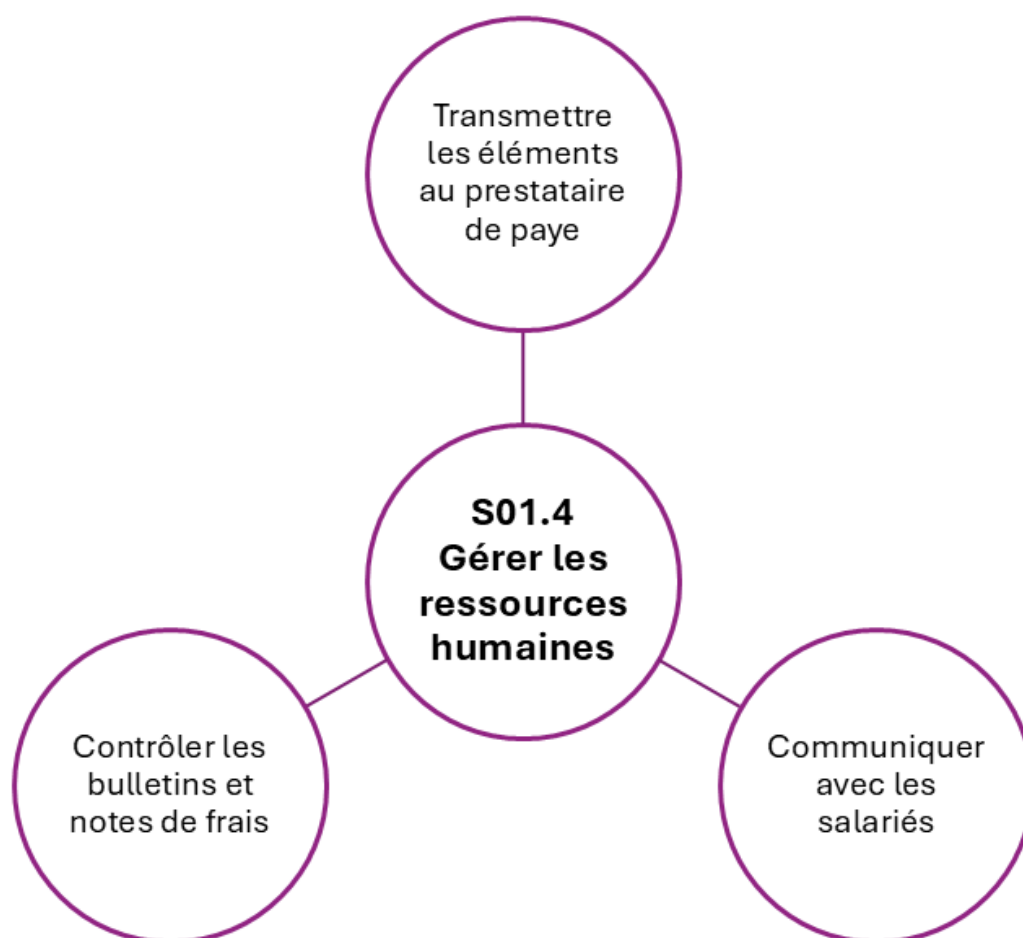 Transmettre
les éléments
au prestataire
de paye
S01.4
Gérer les
ressources
humaines
Contrôler les
bulletins et
notes de frais
Communiquer
avec les
salariés